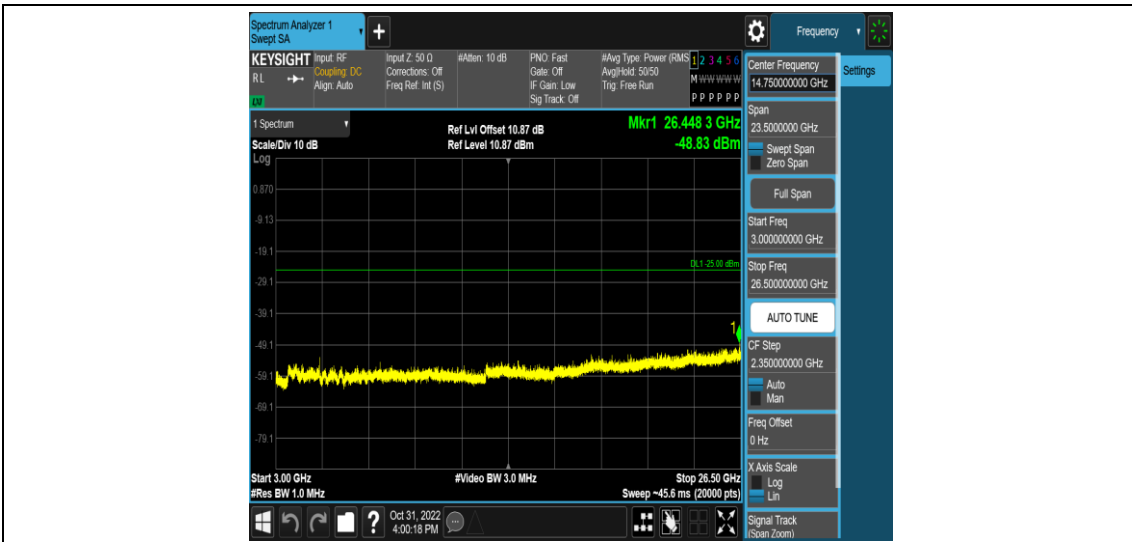 Spectrum Analyzer 1
Swept SA
+
Frequency
KEYSIGHT
RL
LXI
Input: RF
Coupling: DC
Align: Auto
Input Z: 50 Ω
Corrections: Off
Freq Ref: Int (S)
#Atten: 10 dB
PNO: Fast
Gate: Off
IF Gain: Low
Sig Track: Off
#Avg Type: Power (RMS
Avg|Hold: 50/50
Trig: Free Run
1 2 3 4 5 6
M W W W W W
P P P P P P
Center Frequency
14.750000000 GHz
Settings
1 Spectrum
Scale/Div 10 dB
Log
Ref Lvl Offset 10.87 dB
Ref Level 10.87 dBm
Mkr1 26.448 3 GHz
-48.83 dBm
Span
23.5000000 GHz
Swept Span
Zero Span
Full Span
Start Freq
3.000000000 GHz
Stop Freq
26.500000000 GHz
AUTO TUNE
CF Step
2.350000000 GHz
Auto
Man
Freq Offset
0 Hz
X Axis Scale
Log
Lin
Signal Track
(Span Zoom)
0.870
-9.13
-19.1
DL1 -25.00 dBm
-29.1
-39.1
1
-49.1
-59.1
-69.1
-79.1
Start 3.00 GHz
#Video BW 3.0 MHz
Stop 26.50 GHz
#Res BW 1.0 MHz
Sweep ~45.6 ms (20000 pts)
?
Oct 31, 2022
4:00:18 PM